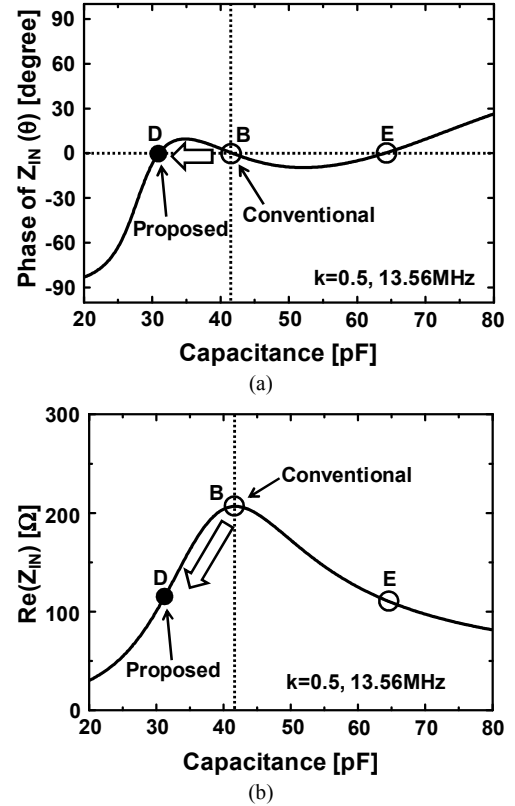 90
60
30
0
-30
-60
-90
Phase of Z_IN (θ) [degree]
D
B
E
Proposed
Conventional
k=0.5, 13.56MHz
20 30 40 50 60 70 80
Capacitance [pF]
(a)
300
200
100
0
Re(Z_IN) [Ω]
B
Conventional
D
E
Proposed
k=0.5, 13.56MHz
20 30 40 50 60 70 80
Capacitance [pF]
(b)